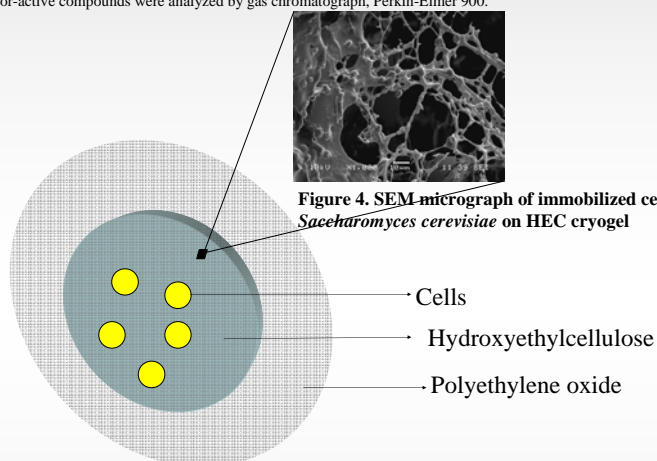 or-active compounds were analyzed by gas chromatograph, Perkin-Elmer 900.
Figure 4. SEM micrograph of immobilized ce
Saccharomyces cerevisiae on HEC cryogel
Cells
Hydroxyethylcellulose
Polyethylene oxide